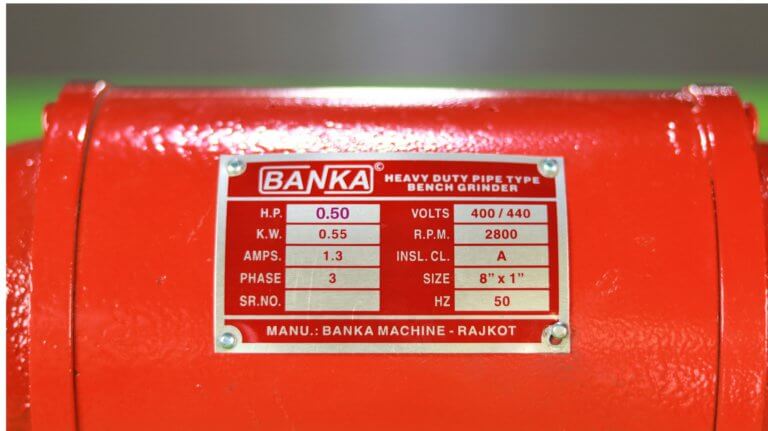 BANKA © HEAVY DUTY PIPE TYPE
BENCH GRINDER
H.P. 0.50 VOLTS 400 / 440
K.W. 0.55 R.P.M. 2800
AMPS. 1.3 INSL. CL. A
PHASE 3 SIZE 8” x 1”
SR.NO. HZ 50
MANU.: BANKA MACHINE - RAJKOT